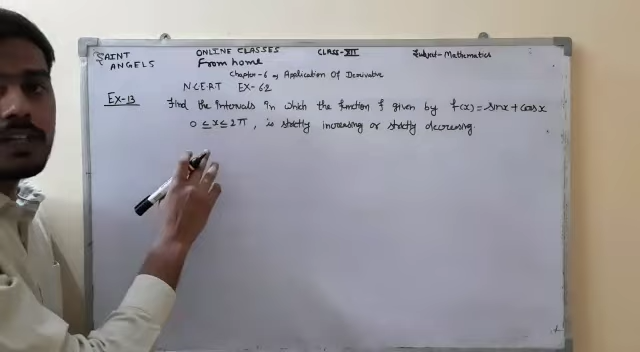 SAINT ANGELS
ONLINE CLASSES
From home
CLASS-XII
Subject-Mathematics
Chapter-6, Application Of Derivative
NCERT EX-6.2
EX-13 Find the Intervals in which the function f given by f(x) = sinx + cosx
0 ≤ x ≤ 2π, is strictly increasing or strictly decreasing.